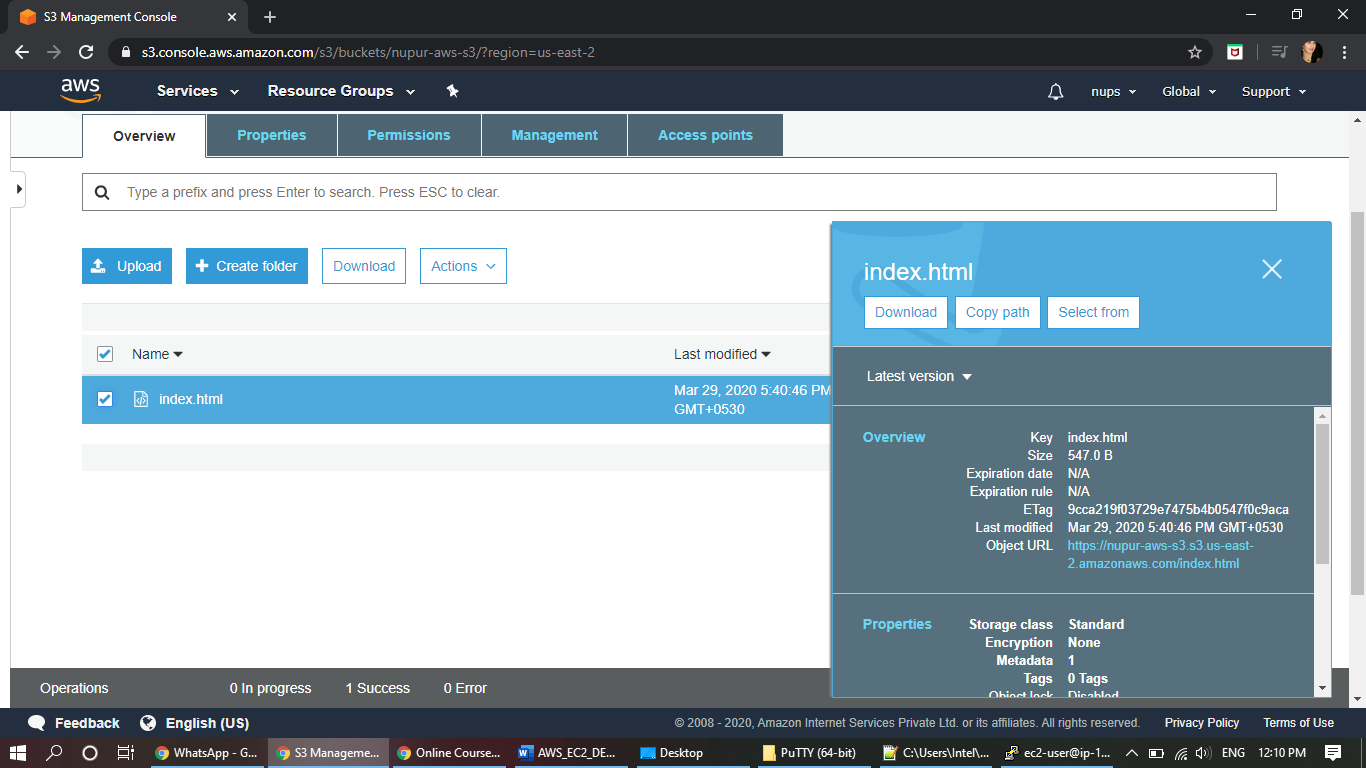 S3 Management Console
s3.console.aws.amazon.com/s3/buckets/nupur-aws-s3/?region=us-east-2
aws Services Resource Groups nups Global Support
Overview Properties Permissions Management Access points
Type a prefix and press Enter to search. Press ESC to clear.
Upload Create folder Download Actions
Name Last modified
index.html Mar 29, 2020 5:40:46 PM
GMT+0530
index.html
Download Copy path Select from
Latest version
Overview Key index.html
Size 547.0 B
Expiration date N/A
Expiration rule N/A
ETag 9cca219f03729e7475b4b0547f0c9aca
Last modified Mar 29, 2020 5:40:46 PM GMT+0530
Object URL https://nupur-aws-s3.s3.us-east-
2.amazonaws.com/index.html
Properties Storage class Standard
Encryption None
Metadata 1
Tags 0 Tags
Object lock Disabled
Operations 0 In progress 1 Success 0 Error
Feedback English (US) © 2008 - 2020, Amazon Internet Services Private Ltd. or its affiliates. All rights reserved. Privacy Policy Terms of Use
WhatsApp - G... S3 Manageme... Online Course... AWS_EC2_DE... Desktop PuTTY (64-bit) C:\Users\Intel\... ec2-user@ip-1... ENG 12:10 PM